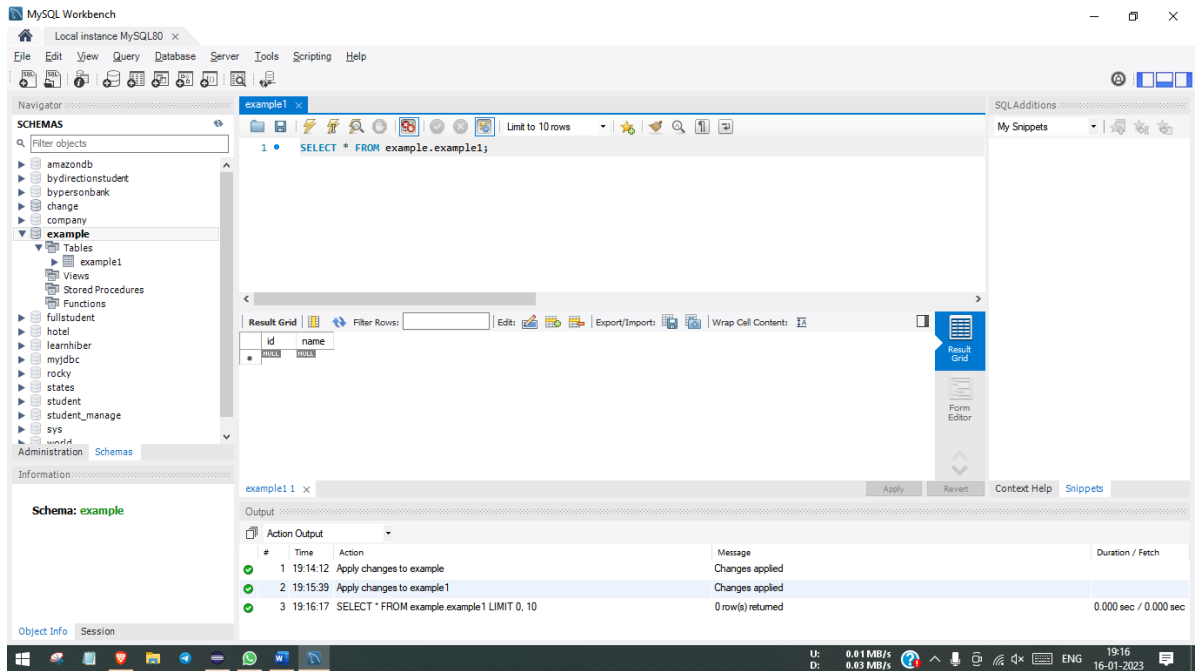 MySQL Workbench
Local instance MySQL80
File Edit View Query Database Server Tools Scripting Help
Navigator
SCHEMAS
Filter objects
amazondb
bydirectionstudent
bypersonbank
change
company
example
Tables
example1
Views
Stored Procedures
Functions
fullstudent
hotel
learnhiber
myjdbc
rocky
states
student
student_manage
sys
world
Administration Schemas
Information
Schema: example
Object Info Session
example1
Limit to 10 rows
1 SELECT * FROM example.example1;
Result Grid Filter Rows: Edit: Export/Import: Wrap Cell Content:
id name
NULL NULL
Result
Grid
Form
Editor
example1 1
Apply Revert
SQLAdditions
My Snippets
Context Help Snippets
Output
Action Output
# Time Action Message Duration / Fetch
1 19:14:12 Apply changes to example Changes applied
2 19:15:39 Apply changes to example1 Changes applied
3 19:16:17 SELECT * FROM example.example1 LIMIT 0, 10 0 row(s) returned 0.000 sec / 0.000 sec
U: 0.01 MB/s
D: 0.03 MB/s
ENG
19:16
16-01-2023